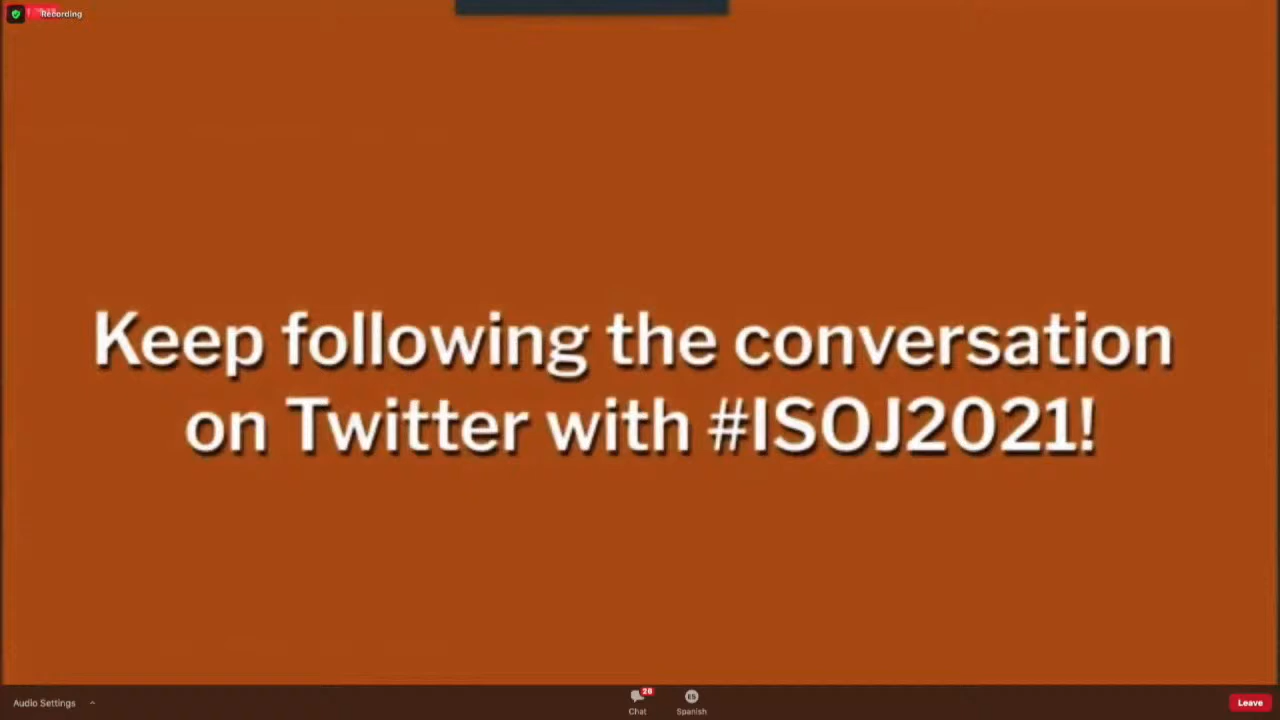 Recording
Keep following the conversation
on Twitter with #ISOJ2021!
Audio Settings
28
ES
Chat
Spanish
Leave